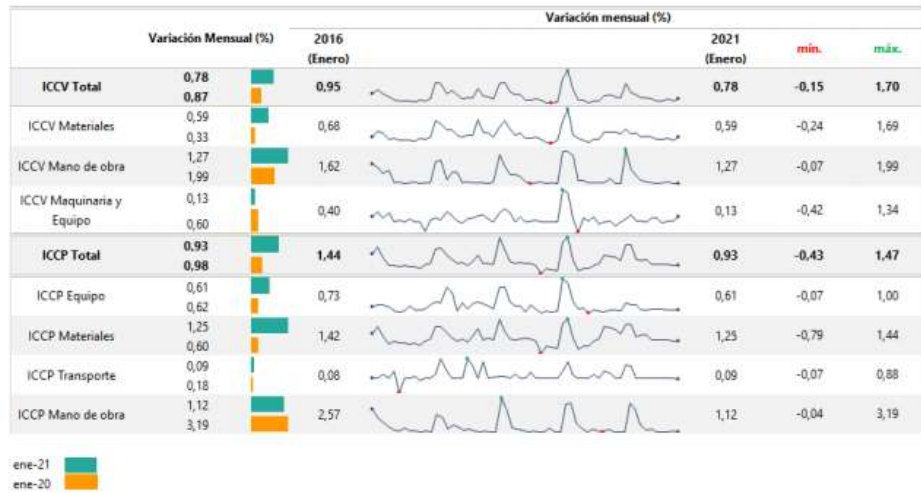 Variación mensual (%)
Variación Mensual (%) 2016 (Enero) 2021 (Enero) mín. máx.
ICCV Total 0,78 0,87 0,95 0,78 -0,15 1,70
ICCV Materiales 0,59 0,33 0,68 0,59 -0,24 1,69
ICCV Mano de obra 1,27 1,99 1,62 1,27 -0,07 1,99
ICCV Maquinaria y Equipo 0,13 0,60 0,40 0,13 -0,42 1,34
ICCP Total 0,93 0,98 1,44 0,93 -0,43 1,47
ICCP Equipo 0,61 0,62 0,73 0,61 -0,07 1,00
ICCP Materiales 1,25 0,60 1,42 1,25 -0,79 1,44
ICCP Transporte 0,09 0,18 0,08 0,09 -0,07 0,88
ICCP Mano de obra 1,12 3,19 2,57 1,12 -0,04 3,19
ene-21
ene-20